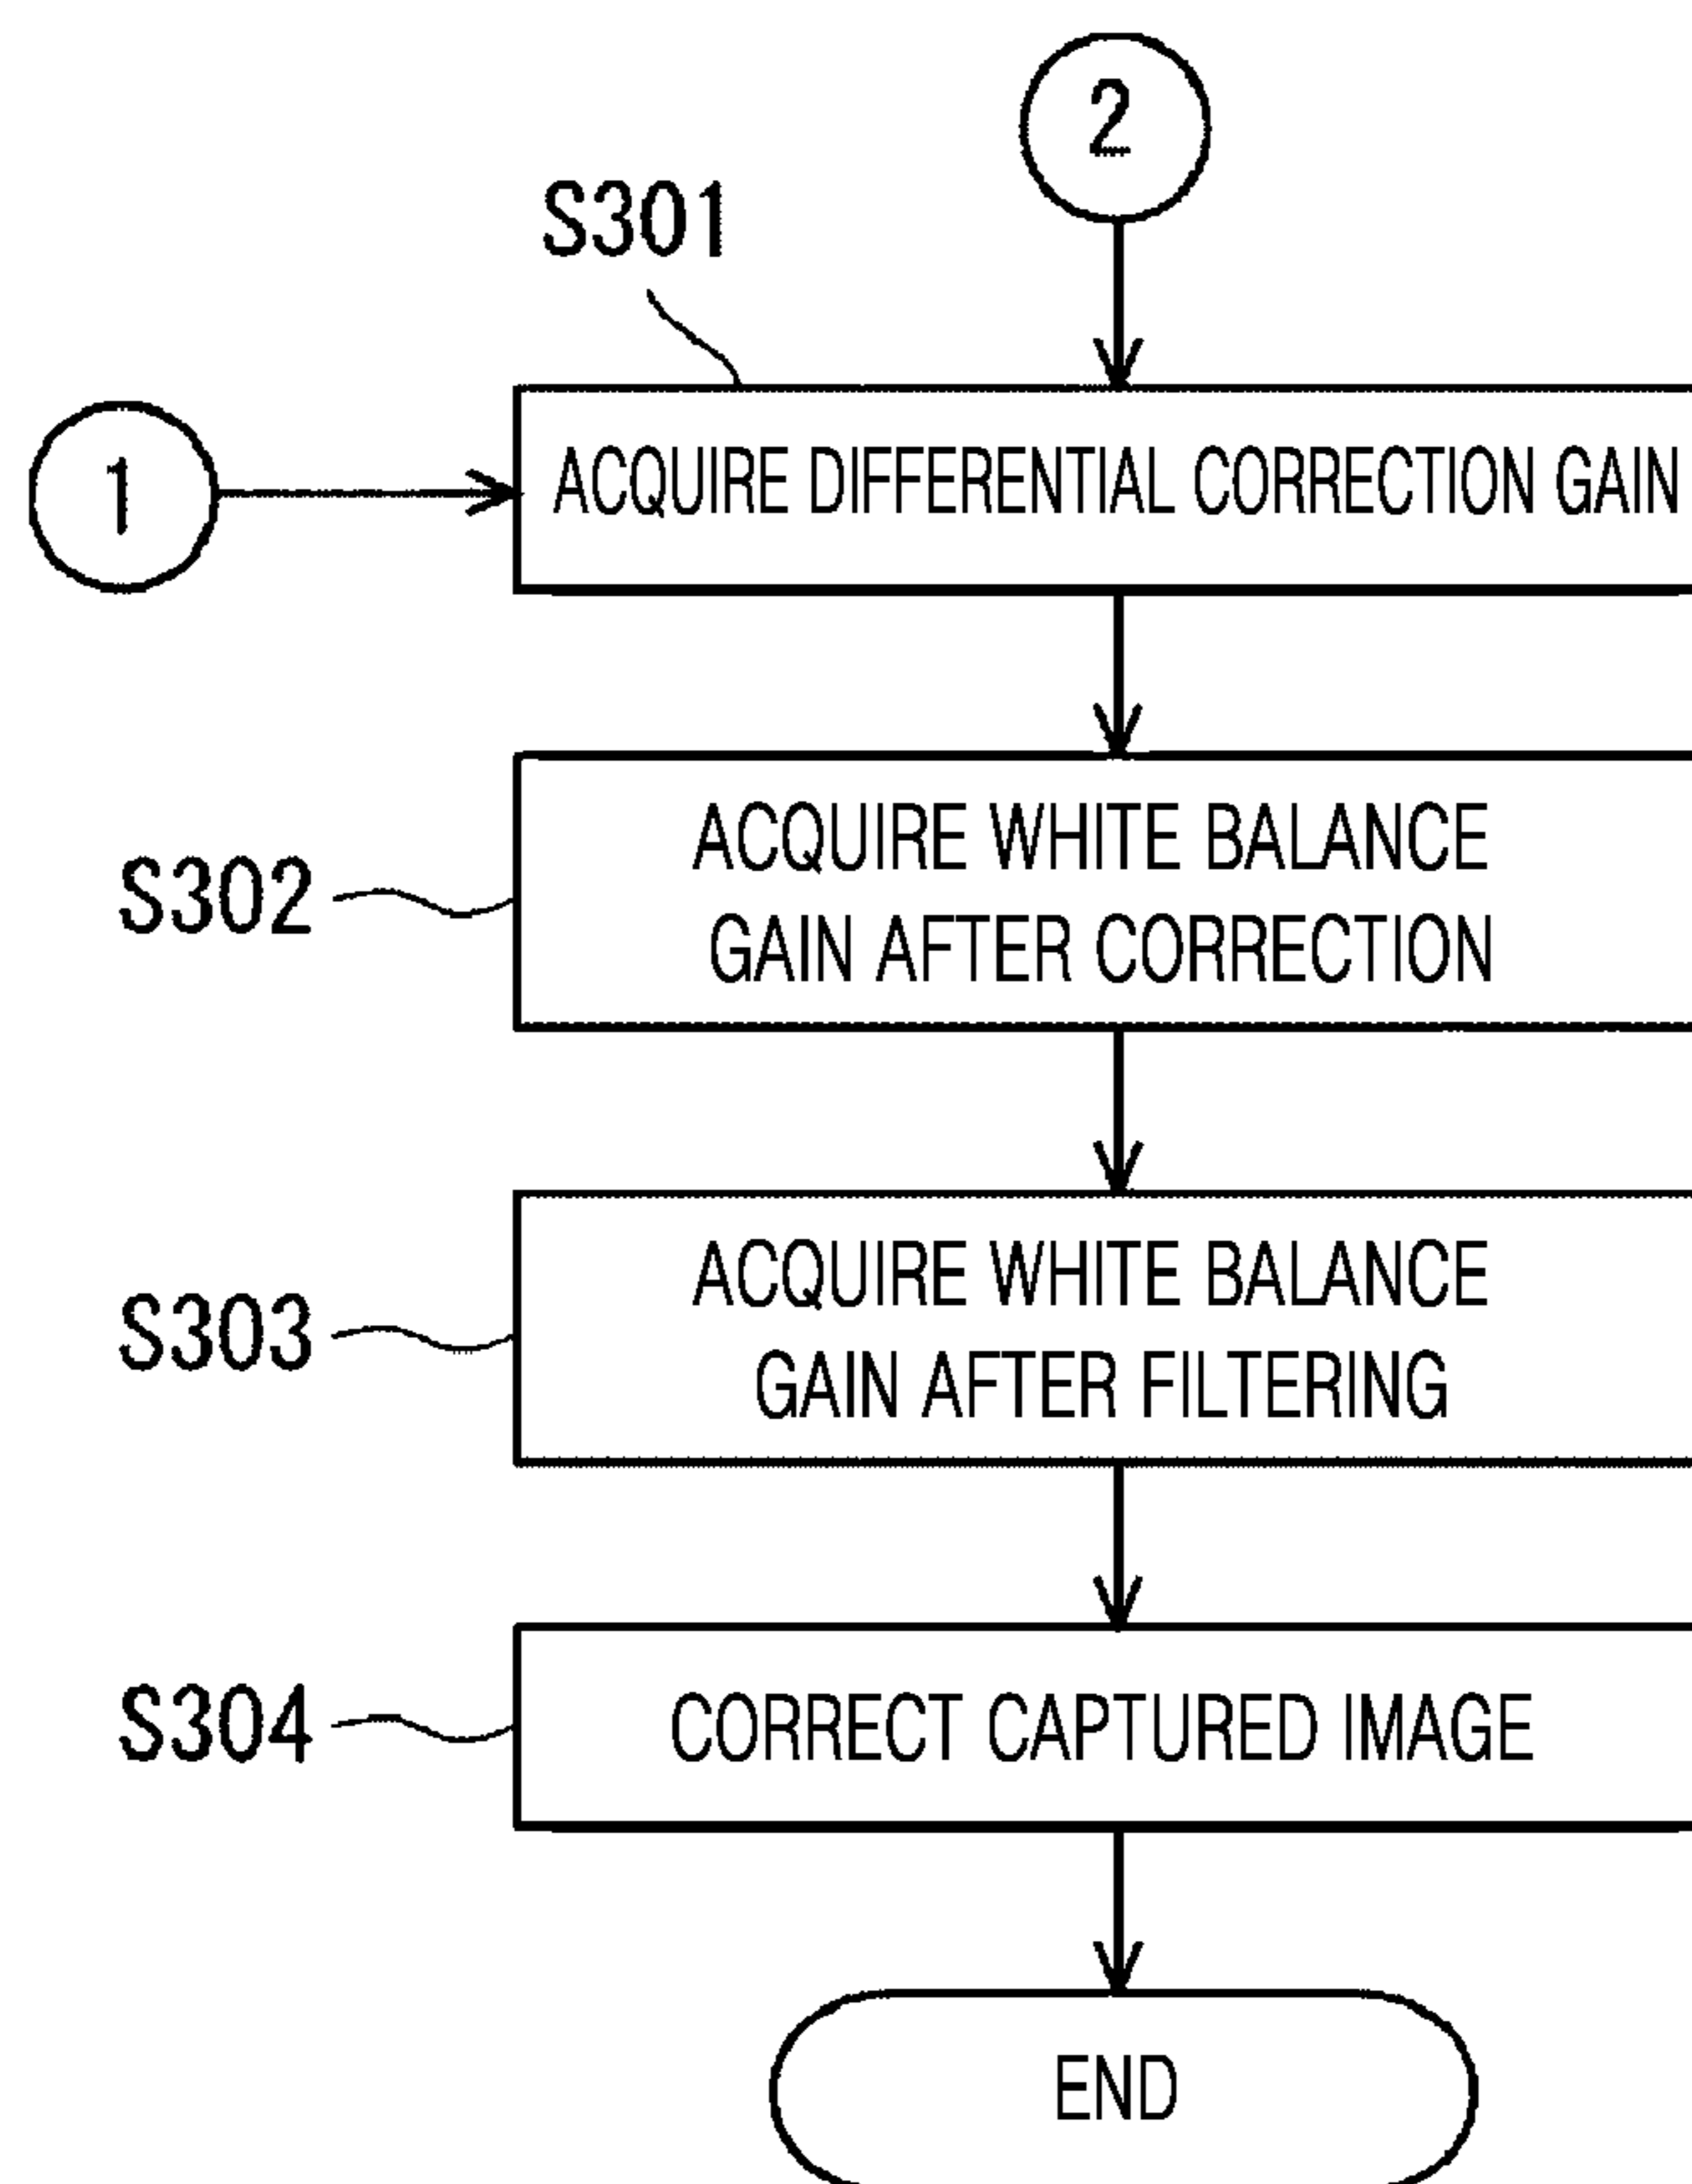 2
S301
1
ACQUIRE DIFFERENTIAL CORRECTION GAIN
S302
ACQUIRE WHITE BALANCE
GAIN AFTER CORRECTION
S303
ACQUIRE WHITE BALANCE
GAIN AFTER FILTERING
S304
CORRECT CAPTURED IMAGE
END